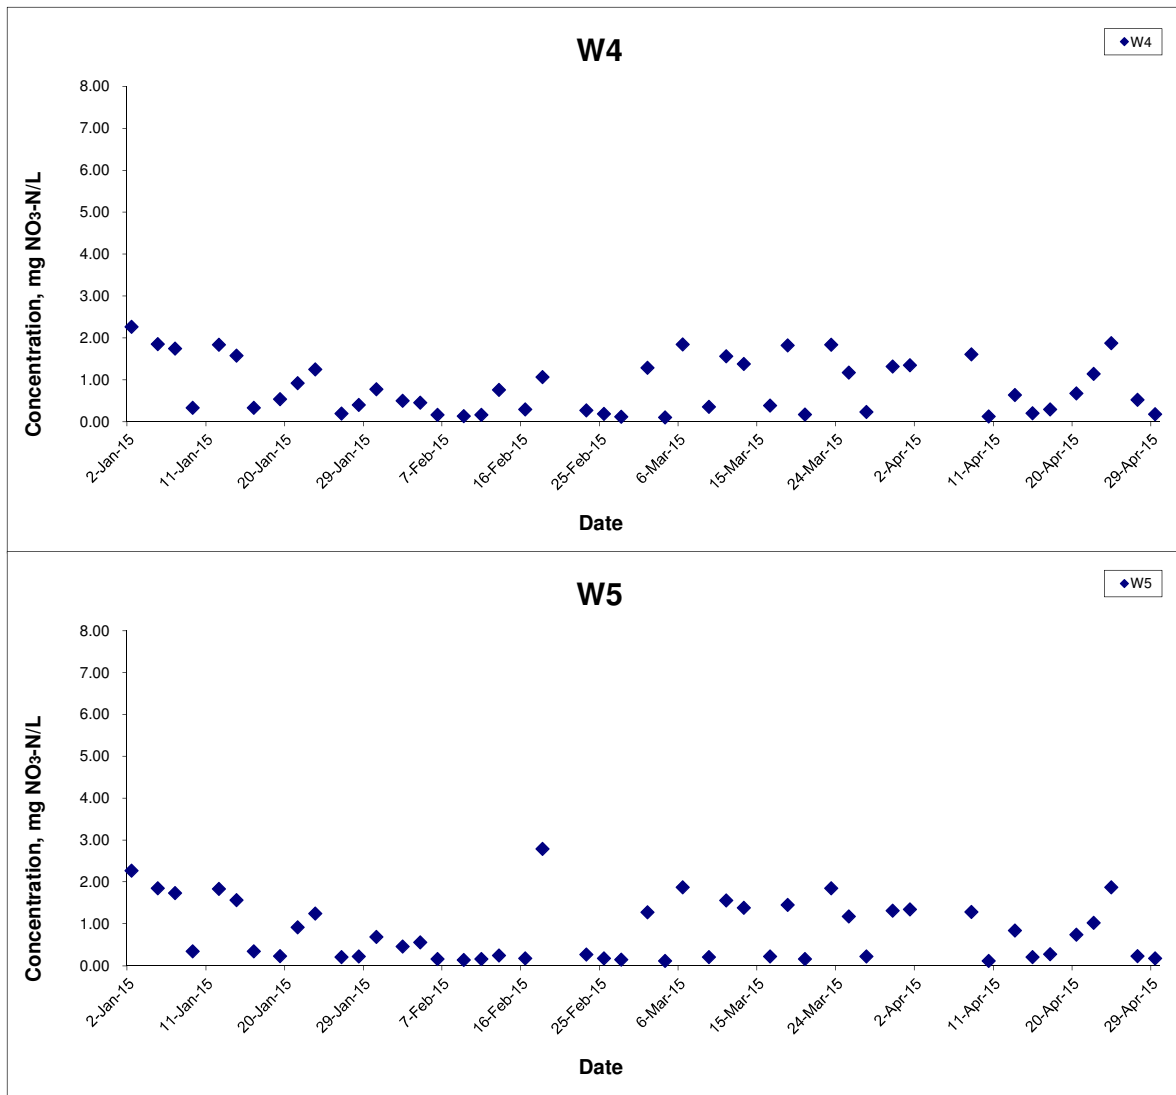 W4
W4
8.00
7.00
6.00
5.00
4.00
3.00
2.00
1.00
0.00
Concentration, mg NO3-N/L
2-Jan-15
11-Jan-15
20-Jan-15
29-Jan-15
7-Feb-15
16-Feb-15
25-Feb-15
6-Mar-15
15-Mar-15
24-Mar-15
2-Apr-15
11-Apr-15
20-Apr-15
29-Apr-15
Date
W5
W5
8.00
7.00
6.00
5.00
4.00
3.00
2.00
1.00
0.00
Concentration, mg NO3-N/L
2-Jan-15
11-Jan-15
20-Jan-15
29-Jan-15
7-Feb-15
16-Feb-15
25-Feb-15
6-Mar-15
15-Mar-15
24-Mar-15
2-Apr-15
11-Apr-15
20-Apr-15
29-Apr-15
Date